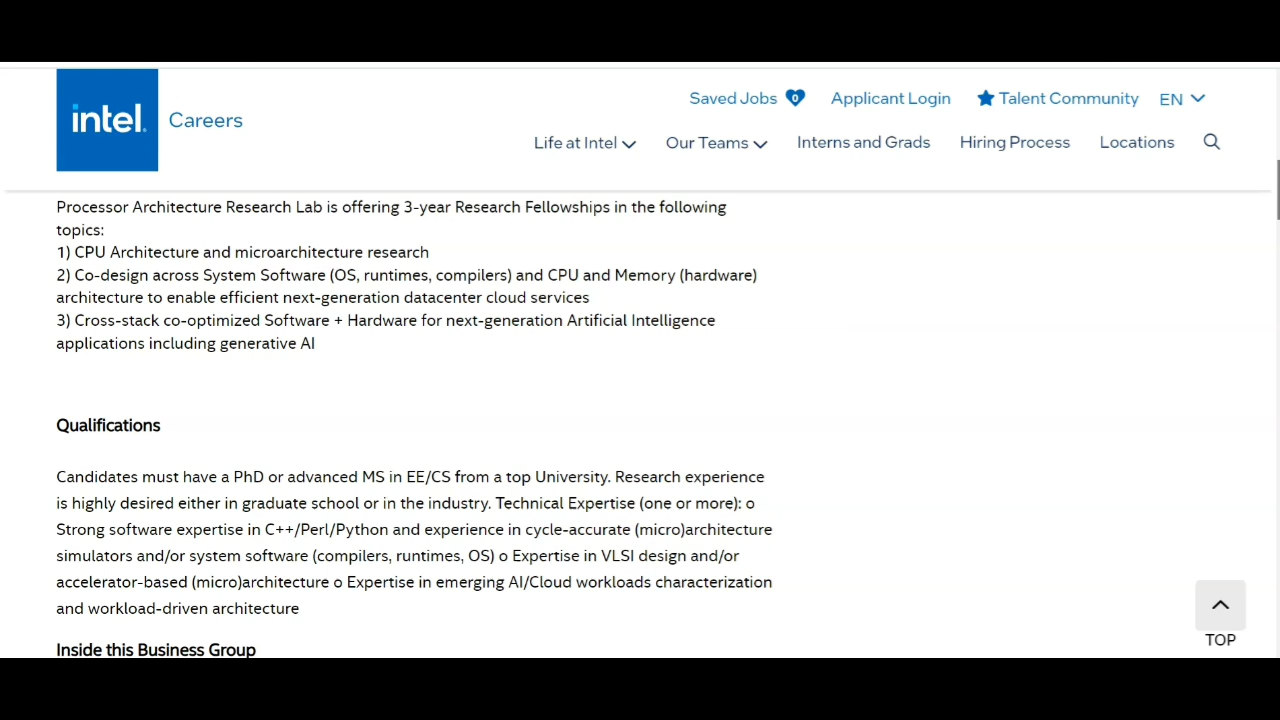 intel.
Careers
Saved Jobs 0 Applicant Login Talent Community EN
Life at Intel Our Teams Interns and Grads Hiring Process Locations
Processor Architecture Research Lab is offering 3-year Research Fellowships in the following
topics:
1) CPU Architecture and microarchitecture research
2) Co-design across System Software (OS, runtimes, compilers) and CPU and Memory (hardware)
architecture to enable efficient next-generation datacenter cloud services
3) Cross-stack co-optimized Software + Hardware for next-generation Artificial Intelligence
applications including generative AI
Qualifications
Candidates must have a PhD or advanced MS in EE/CS from a top University. Research experience
is highly desired either in graduate school or in the industry. Technical Expertise (one or more): o
Strong software expertise in C++/Perl/Python and experience in cycle-accurate (micro)architecture
simulators and/or system software (compilers, runtimes, OS) o Expertise in VLSI design and/or
accelerator-based (micro)architecture o Expertise in emerging AI/Cloud workloads characterization
and workload-driven architecture
Inside this Business Group
TOP